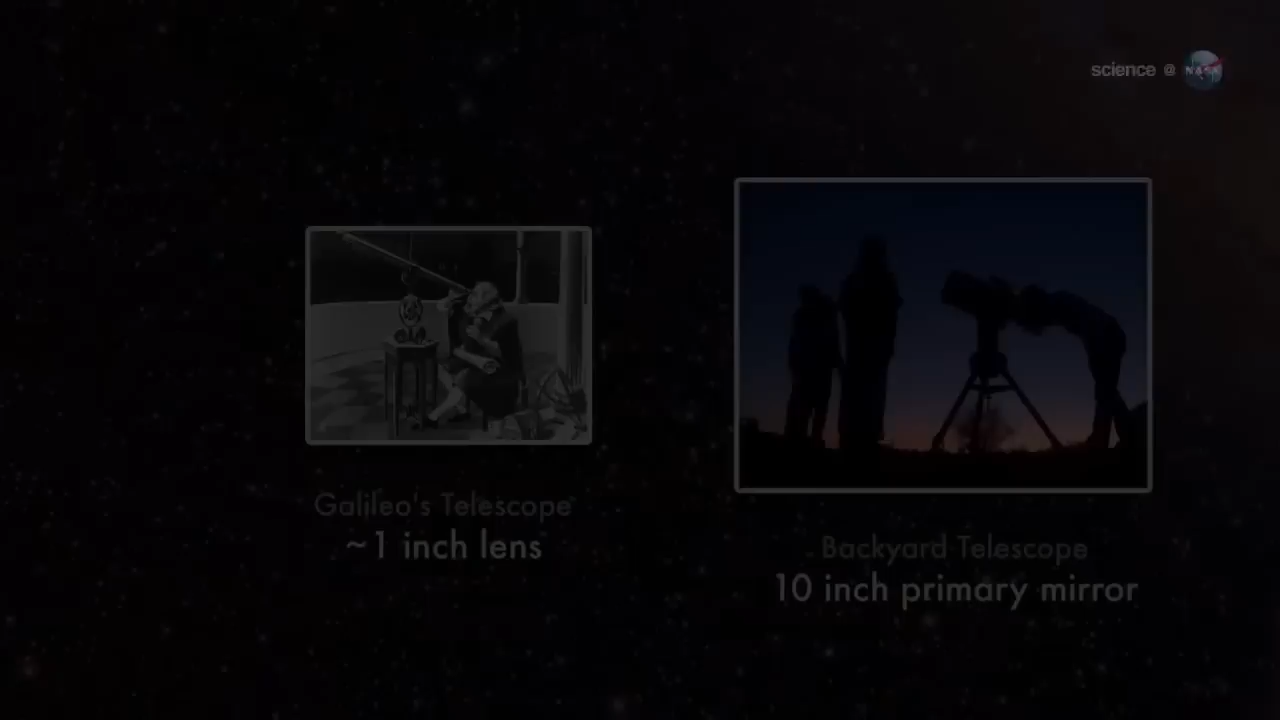 science @ NASA
Galileo's Telescope
~1 inch lens
Backyard Telescope
10 inch primary mirror